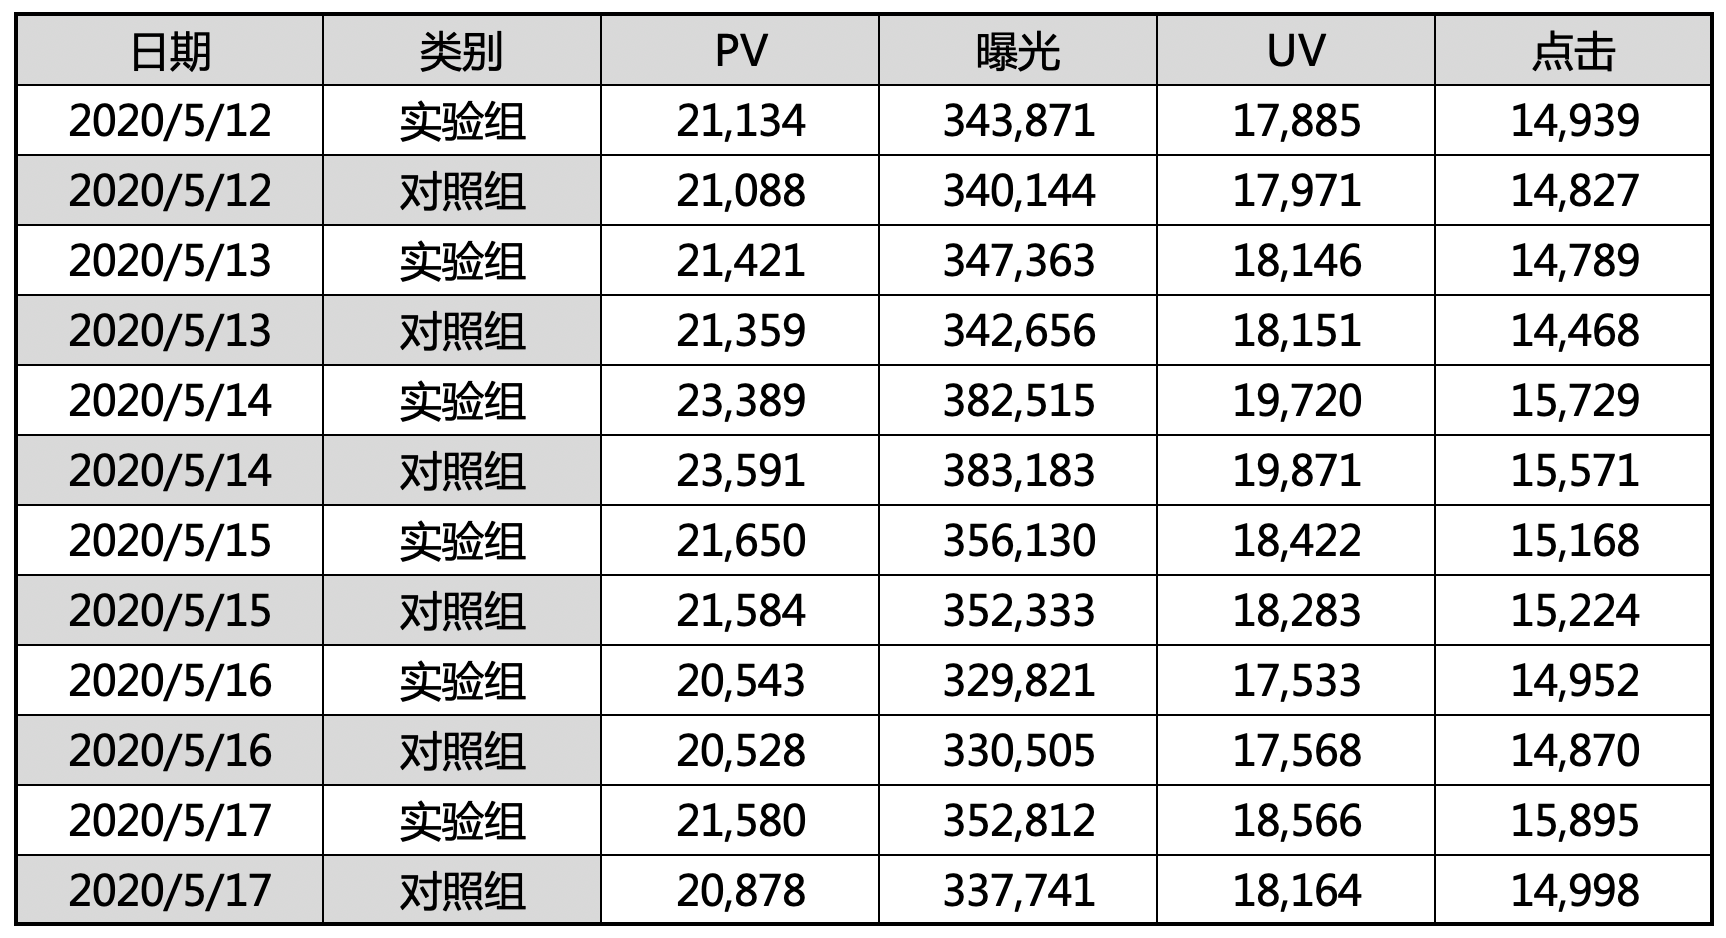 日期 类别 PV 曝光 UV 点击
2020/5/12 实验组 21,134 343,871 17,885 14,939
2020/5/12 对照组 21,088 340,144 17,971 14,827
2020/5/13 实验组 21,421 347,363 18,146 14,789
2020/5/13 对照组 21,359 342,656 18,151 14,468
2020/5/14 实验组 23,389 382,515 19,720 15,729
2020/5/14 对照组 23,591 383,183 19,871 15,571
2020/5/15 实验组 21,650 356,130 18,422 15,168
2020/5/15 对照组 21,584 352,333 18,283 15,224
2020/5/16 实验组 20,543 329,821 17,533 14,952
2020/5/16 对照组 20,528 330,505 17,568 14,870
2020/5/17 实验组 21,580 352,812 18,566 15,895
2020/5/17 对照组 20,878 337,741 18,164 14,998